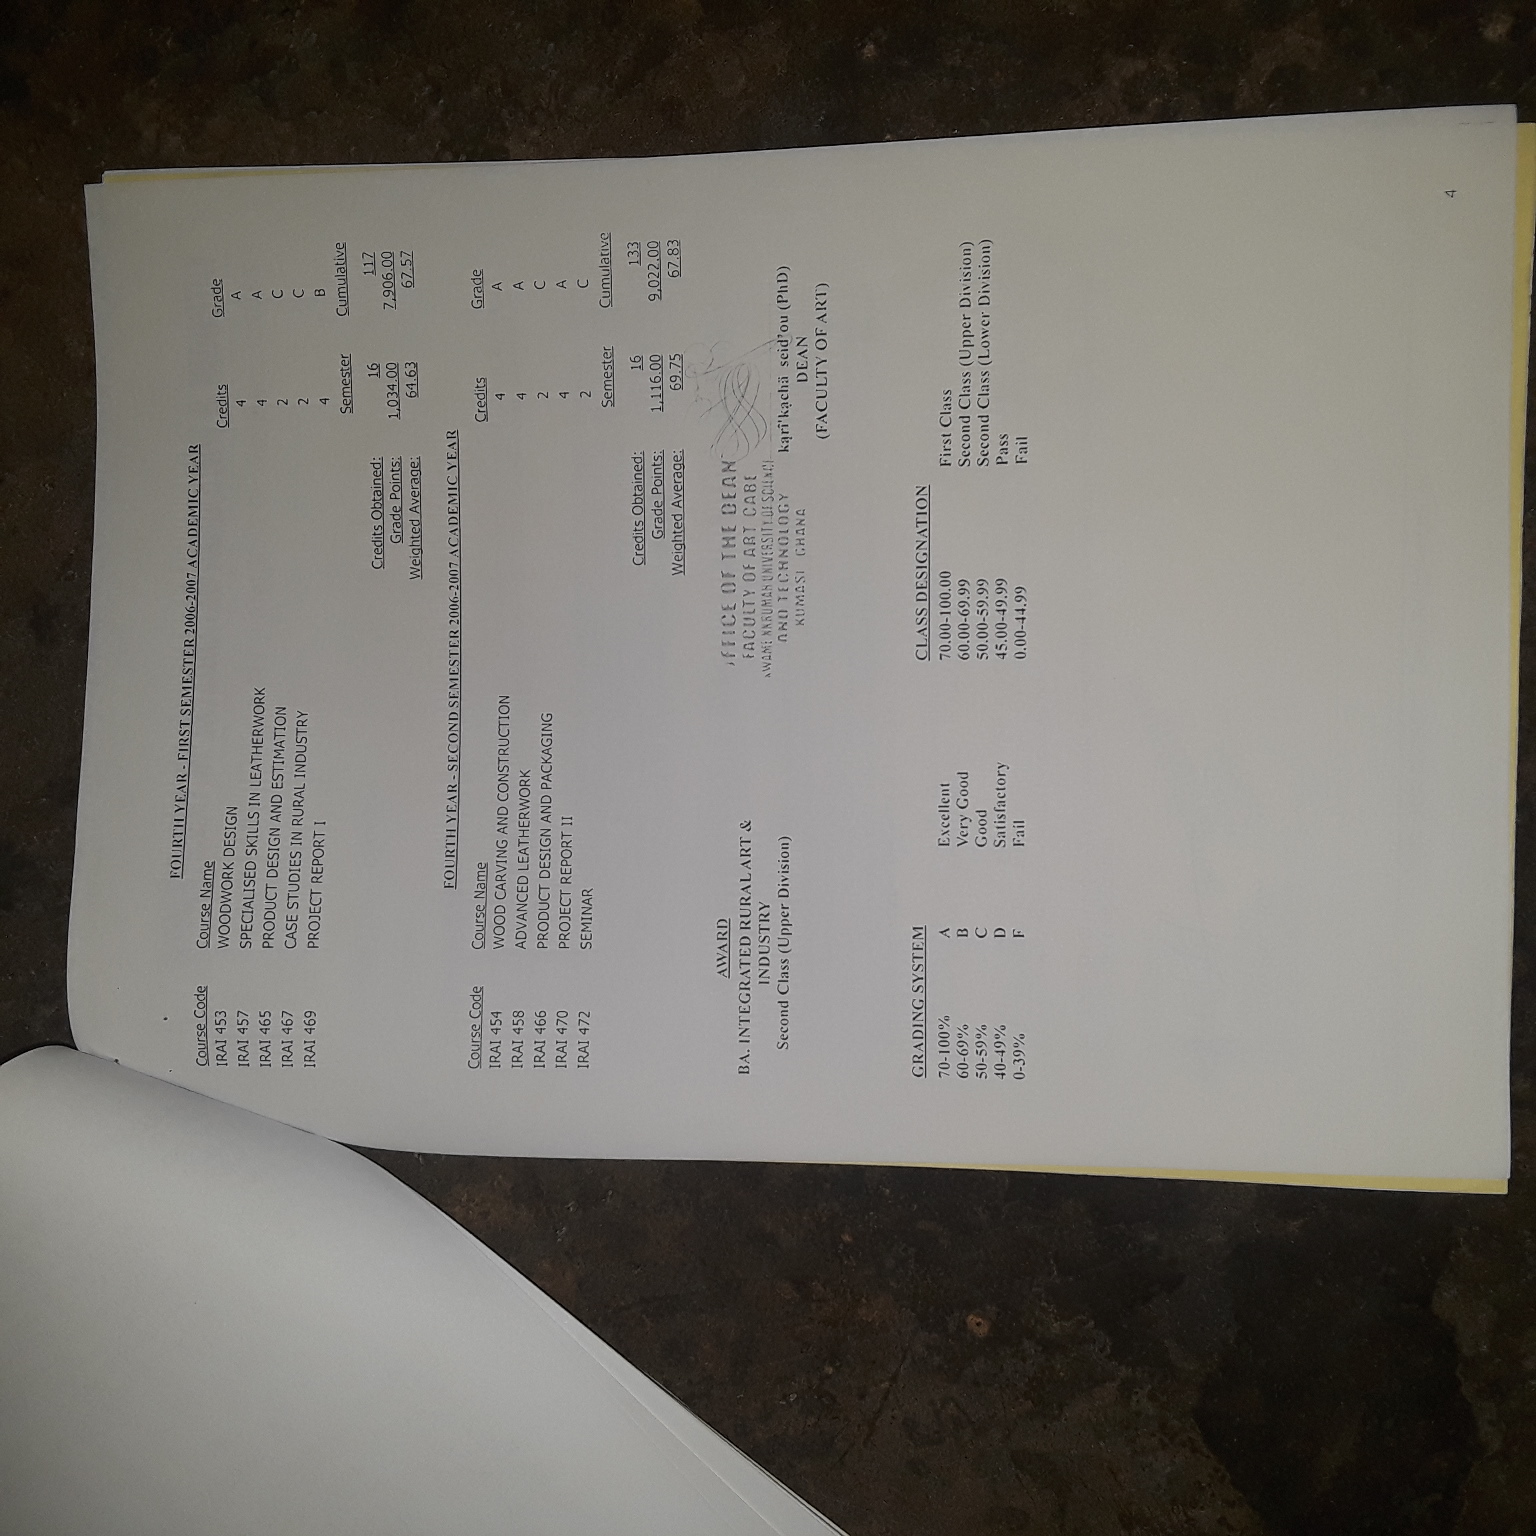 FOURTH YEAR - FIRST SEMESTER 2006-2007 ACADEMIC YEAR
Course Code Course Name Credits Grade
IRAI 453 WOODWORK DESIGN 4 A
IRAI 457 SPECIALISED SKILLS IN LEATHERWORK 4 A
IRAI 465 PRODUCT DESIGN AND ESTIMATION 2 C
IRAI 467 CASE STUDIES IN RURAL INDUSTRY 2 C
IRAI 469 PROJECT REPORT I 4 B
Semester Cumulative
Credits Obtained: 16 117
Grade Points: 1,034.00 7,906.00
Weighted Average: 64.63 67.57
FOURTH YEAR - SECOND SEMESTER 2006-2007 ACADEMIC YEAR
Course Code Course Name Credits Grade
IRAI 454 WOOD CARVING AND CONSTRUCTION 4 A
IRAI 458 ADVANCED LEATHERWORK 4 A
IRAI 466 PRODUCT DESIGN AND PACKAGING 2 C
IRAI 470 PROJECT REPORT II 4 A
IRAI 472 SEMINAR 2 C
Semester Cumulative
Credits Obtained: 16 133
Grade Points: 1,116.00 9,022.00
Weighted Average: 69.75 67.83
AWARD
BA. INTEGRATED RURAL ART &
INDUSTRY
Second Class (Upper Division)
OFFICE OF THE DEAN
FACULTY OF ART CABE
KWAME NKRUMAH UNIVERSITY OF SCIENCE
AND TECHNOLOGY
KUMASI GHANA
kąrî'kạchä seid'ou (PhD)
DEAN
(FACULTY OF ART)
GRADING SYSTEM
70-100% A Excellent
60-69% B Very Good
50-59% C Good
40-49% D Satisfactory
0-39% F Fail
CLASS DESIGNATION
70.00-100.00 First Class
60.00-69.99 Second Class (Upper Division)
50.00-59.99 Second Class (Lower Division)
45.00-49.99 Pass
0.00-44.99 Fail
4